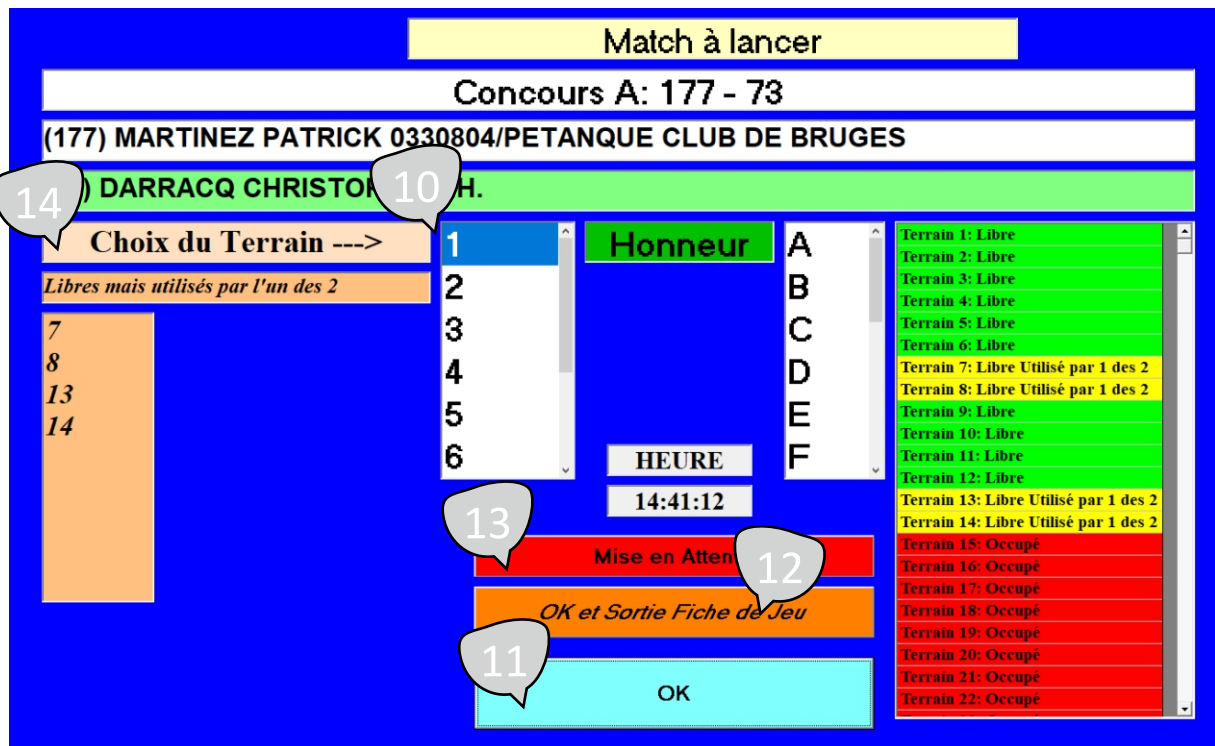 Match à lancer
Concours A: 177 - 73
(177) MARTINEZ PATRICK 0330804/PETANQUE CLUB DE BRUGES
14
) DARRACQ
10
H.
Choix du Terrain --->
Libres mais utilisés par l'un des 2
7
8
13
14
1
2
3
4
5
6
Honneur
HEURE
14:41:12
A
B
C
D
E
F
Terrain 1: Libre
Terrain 2: Libre
Terrain 3: Libre
Terrain 4: Libre
Terrain 5: Libre
Terrain 6: Libre
Terrain 7: Libre Utilisé par 1 des 2
Terrain 8: Libre Utilisé par 1 des 2
Terrain 9: Libre
Terrain 10: Libre
Terrain 11: Libre
Terrain 12: Libre
Terrain 13: Libre Utilisé par 1 des 2
Terrain 14: Libre Utilisé par 1 des 2
Terrain 15: Occupé
Terrain 16: Occupé
Terrain 17: Occupé
Terrain 18: Occupé
Terrain 19: Occupé
Terrain 20: Occupé
Terrain 21: Occupé
Terrain 22: Occupé
13
Mise en
12
OK et Sortie Fiche de Jeu
11
OK